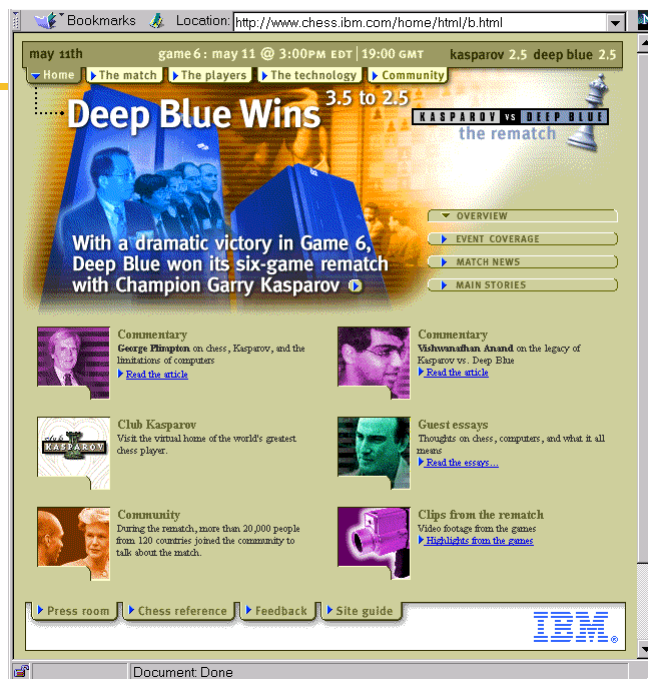 Bookmarks Location: http://www.chess.ibm.com/home/html/b.html N
may 11th game6: may 11 @ 3:00PM EDT | 19:00 GMT kasparov 2.5 deep blue 2.5
Home The match The players The technology Community
Deep Blue Wins 3.5 to 2.5
KASPAROV VS DEEP BLUE
the rematch
With a dramatic victory in Game 6,
Deep Blue won its six-game rematch
with Champion Garry Kasparov
OVERVIEW
EVENT COVERAGE
MATCH NEWS
MAIN STORIES
Commentary
George Plimpton on chess, Kasparov, and the
limitations of computers
Read the article
Commentary
Vishwanathan Anand on the legacy of
Kasparov vs. Deep Blue
Read the article
club
KASPAROV
Club Kasparov
Visit the virtual home of the world's greatest
chess player.
Guest essays
Thoughts on chess, computers, and what it all
means
Read the essays...
Community
During the rematch, more than 20,000 people
from 120 countries joined the community to
talk about the match.
Clips from the rematch
Video footage from the games
Highlights from the games
Press room Chess reference Feedback Site guide
IBM®
Document: Done